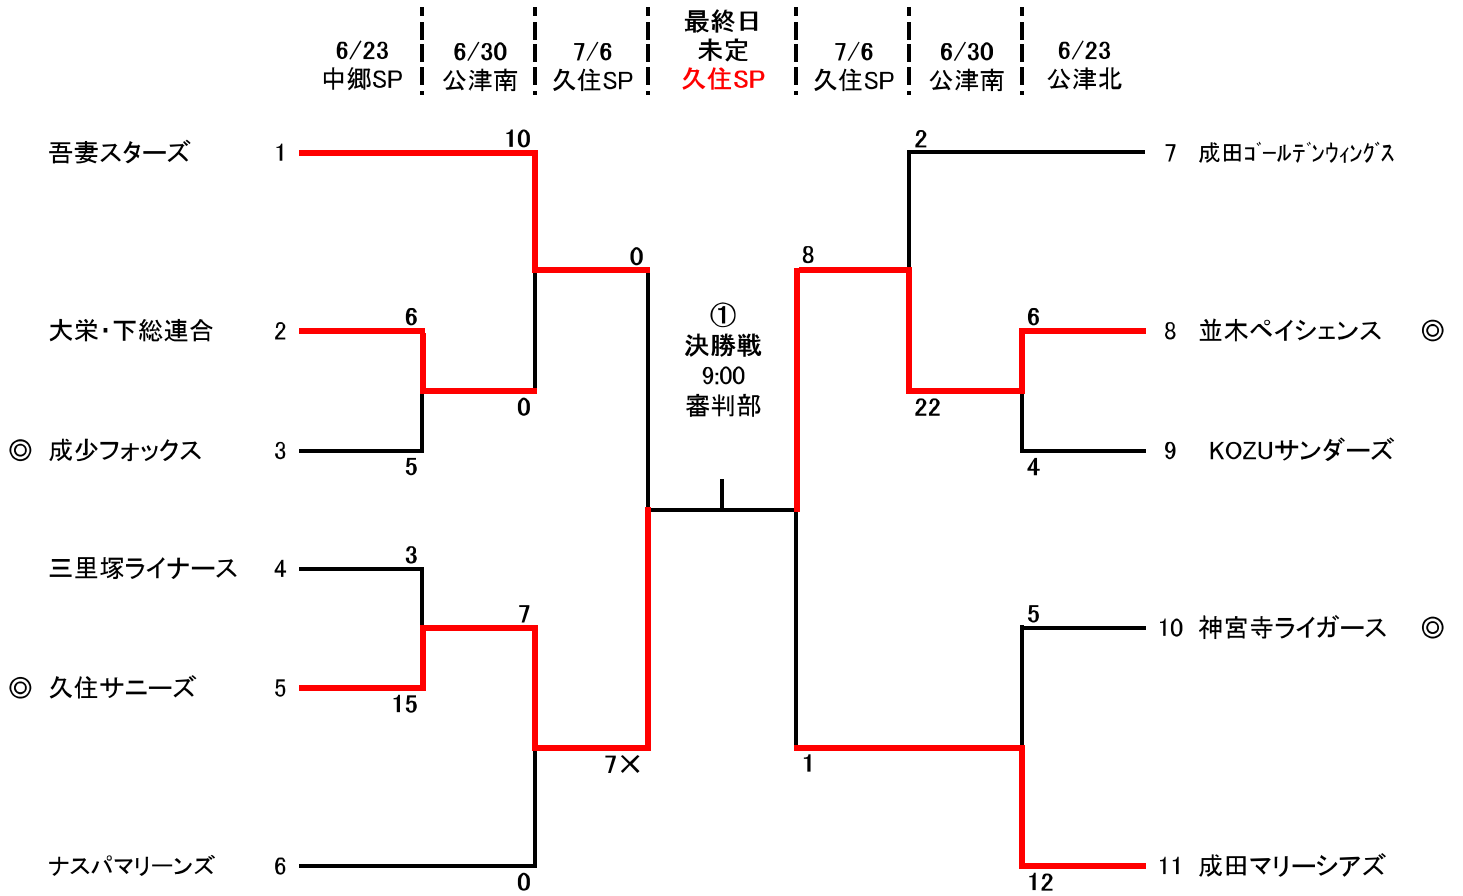 6/23
中郷SP
6/30
公津南
7/6
久住SP
最終日
未定
久住SP
7/6
久住SP
6/30
公津南
6/23
公津北
吾妻スターズ 1
10
2
7 成田ｺﾞｰﾙﾃﾞﾝｳｨﾝｸﾞｽ
0
8
大栄・下総連合 2
6
①
決勝戦
9:00
審判部
6
8 並木ペイシェンス ◎
0
22
◎ 成少フォックス 3
5
4
9 KOZUサンダーズ
三里塚ライナース 4
3
7
5
10 神宮寺ライガース ◎
◎ 久住サニーズ 5
15
7×
1
ナスパマリーンズ 6
0
12
11 成田マリーシアズ